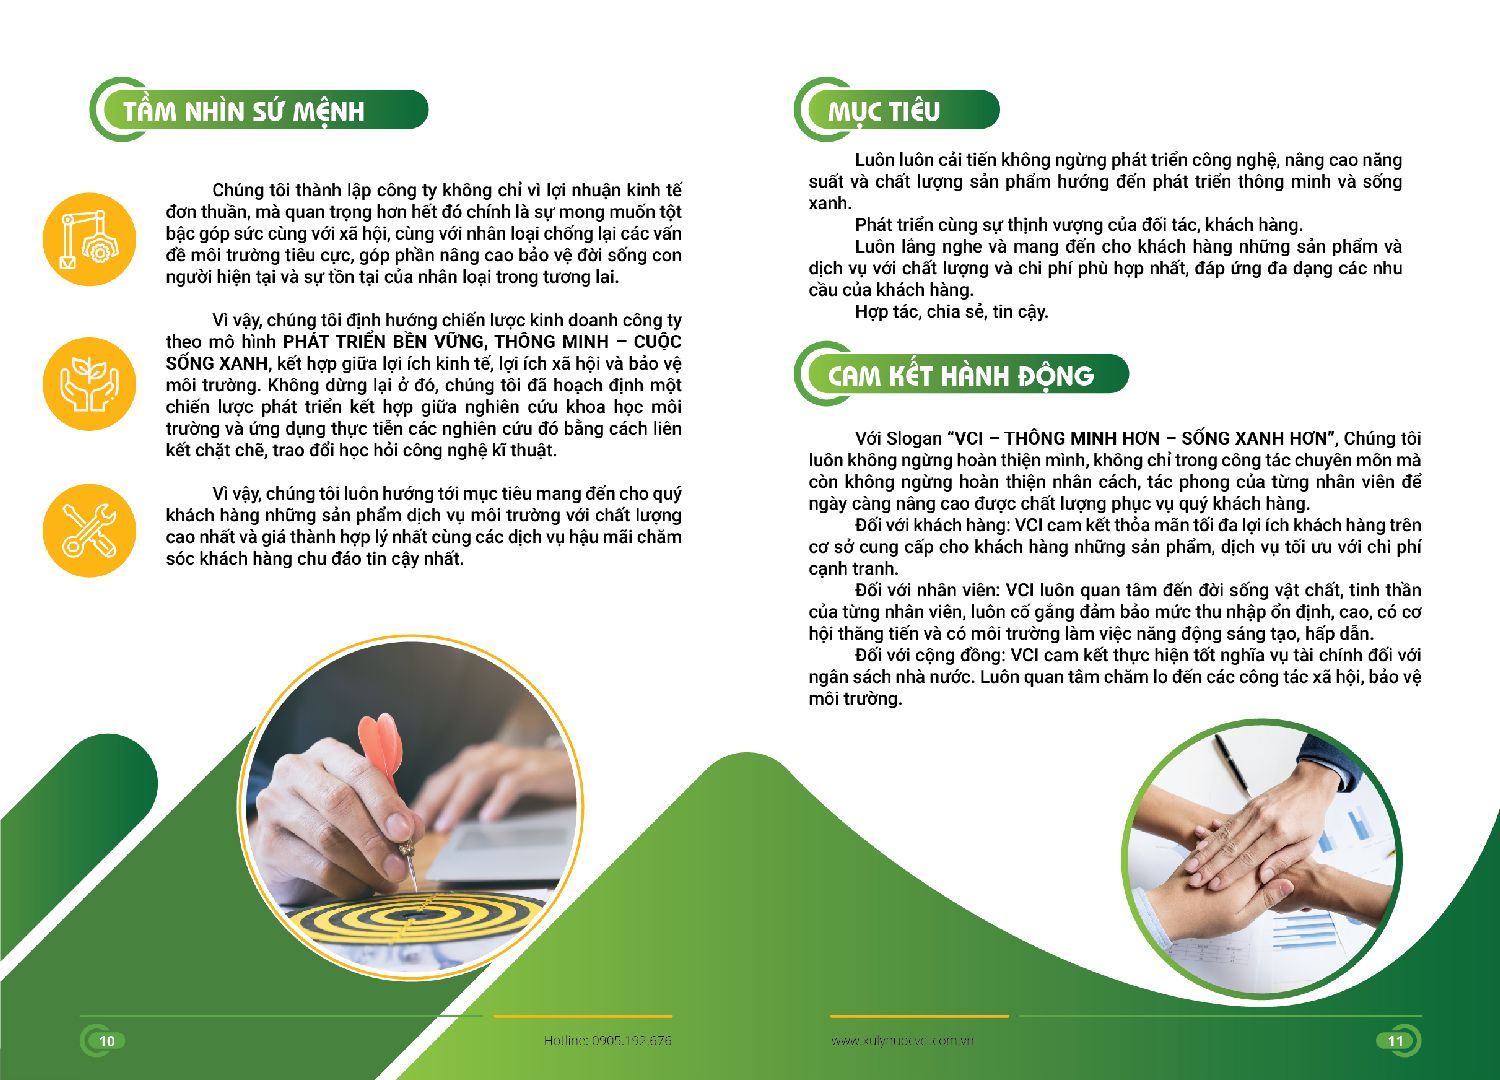 TẦM NHÌN SỨ MỆNH
Chúng tôi thành lập công ty không chỉ vì lợi nhuận kinh tế
đơn thuần, mà quan trọng hơn hết đó chính là sự mong muốn tột
bậc góp sức cùng với xã hội, cùng với nhân loại chống lại các vấn
đề môi trường tiêu cực, góp phần nâng cao bảo vệ đời sống con
người hiện tại và sự tồn tại của nhân loại trong tương lai.
Vì vậy, chúng tôi định hướng chiến lược kinh doanh công ty
theo mô hình PHÁT TRIỂN BỀN VỮNG, THÔNG MINH – CUỘC
SỐNG XANH, kết hợp giữa lợi ích kinh tế, lợi ích xã hội và bảo vệ
môi trường. Không dừng lại ở đó, chúng tôi đã hoạch định một
chiến lược phát triển kết hợp giữa nghiên cứu khoa học môi
trường và ứng dụng thực tiễn các nghiên cứu đó bằng cách liên
kết chặt chẽ, trao đổi học hỏi công nghệ kĩ thuật.
Vì vậy, chúng tôi luôn hướng tới mục tiêu mang đến cho quý
khách hàng những sản phẩm dịch vụ môi trường với chất lượng
cao nhất và giá thành hợp lý nhất cùng các dịch vụ hậu mãi chăm
sóc khách hàng chu đáo tin cậy nhất.
10
Hotline: 0905.192.676
MỤC TIÊU
Luôn luôn cải tiến không ngừng phát triển công nghệ, nâng cao năng
suất và chất lượng sản phẩm hướng đến phát triển thông minh và sống
xanh.
Phát triển cùng sự thịnh vượng của đối tác, khách hàng.
Luôn lắng nghe và mang đến cho khách hàng những sản phẩm và
dịch vụ với chất lượng và chi phí phù hợp nhất, đáp ứng đa dạng các nhu
cầu của khách hàng.
Hợp tác, chia sẻ, tin cậy.
CAM KẾT HÀNH ĐỘNG
Với Slogan “VCI – THÔNG MINH HƠN – SỐNG XANH HƠN”, Chúng tôi
luôn không ngừng hoàn thiện mình, không chỉ trong công tác chuyên môn mà
còn không ngừng hoàn thiện nhân cách, tác phong của từng nhân viên để
ngày càng nâng cao được chất lượng phục vụ quý khách hàng.
Đối với khách hàng: VCI cam kết thỏa mãn tối đa lợi ích khách hàng trên
cơ sở cung cấp cho khách hàng những sản phẩm, dịch vụ tối ưu với chi phí
cạnh tranh.
Đối với nhân viên: VCI luôn quan tâm đến đời sống vật chất, tinh thần
của từng nhân viên, luôn cố gắng đảm bảo mức thu nhập ổn định, cao, có cơ
hội thăng tiến và có môi trường làm việc năng động sáng tạo, hấp dẫn.
Đối với cộng đồng: VCI cam kết thực hiện tốt nghĩa vụ tài chính đối với
ngân sách nhà nước. Luôn quan tâm chăm lo đến các công tác xã hội, bảo vệ
môi trường.
www.xulynuocvci.com.vn
11